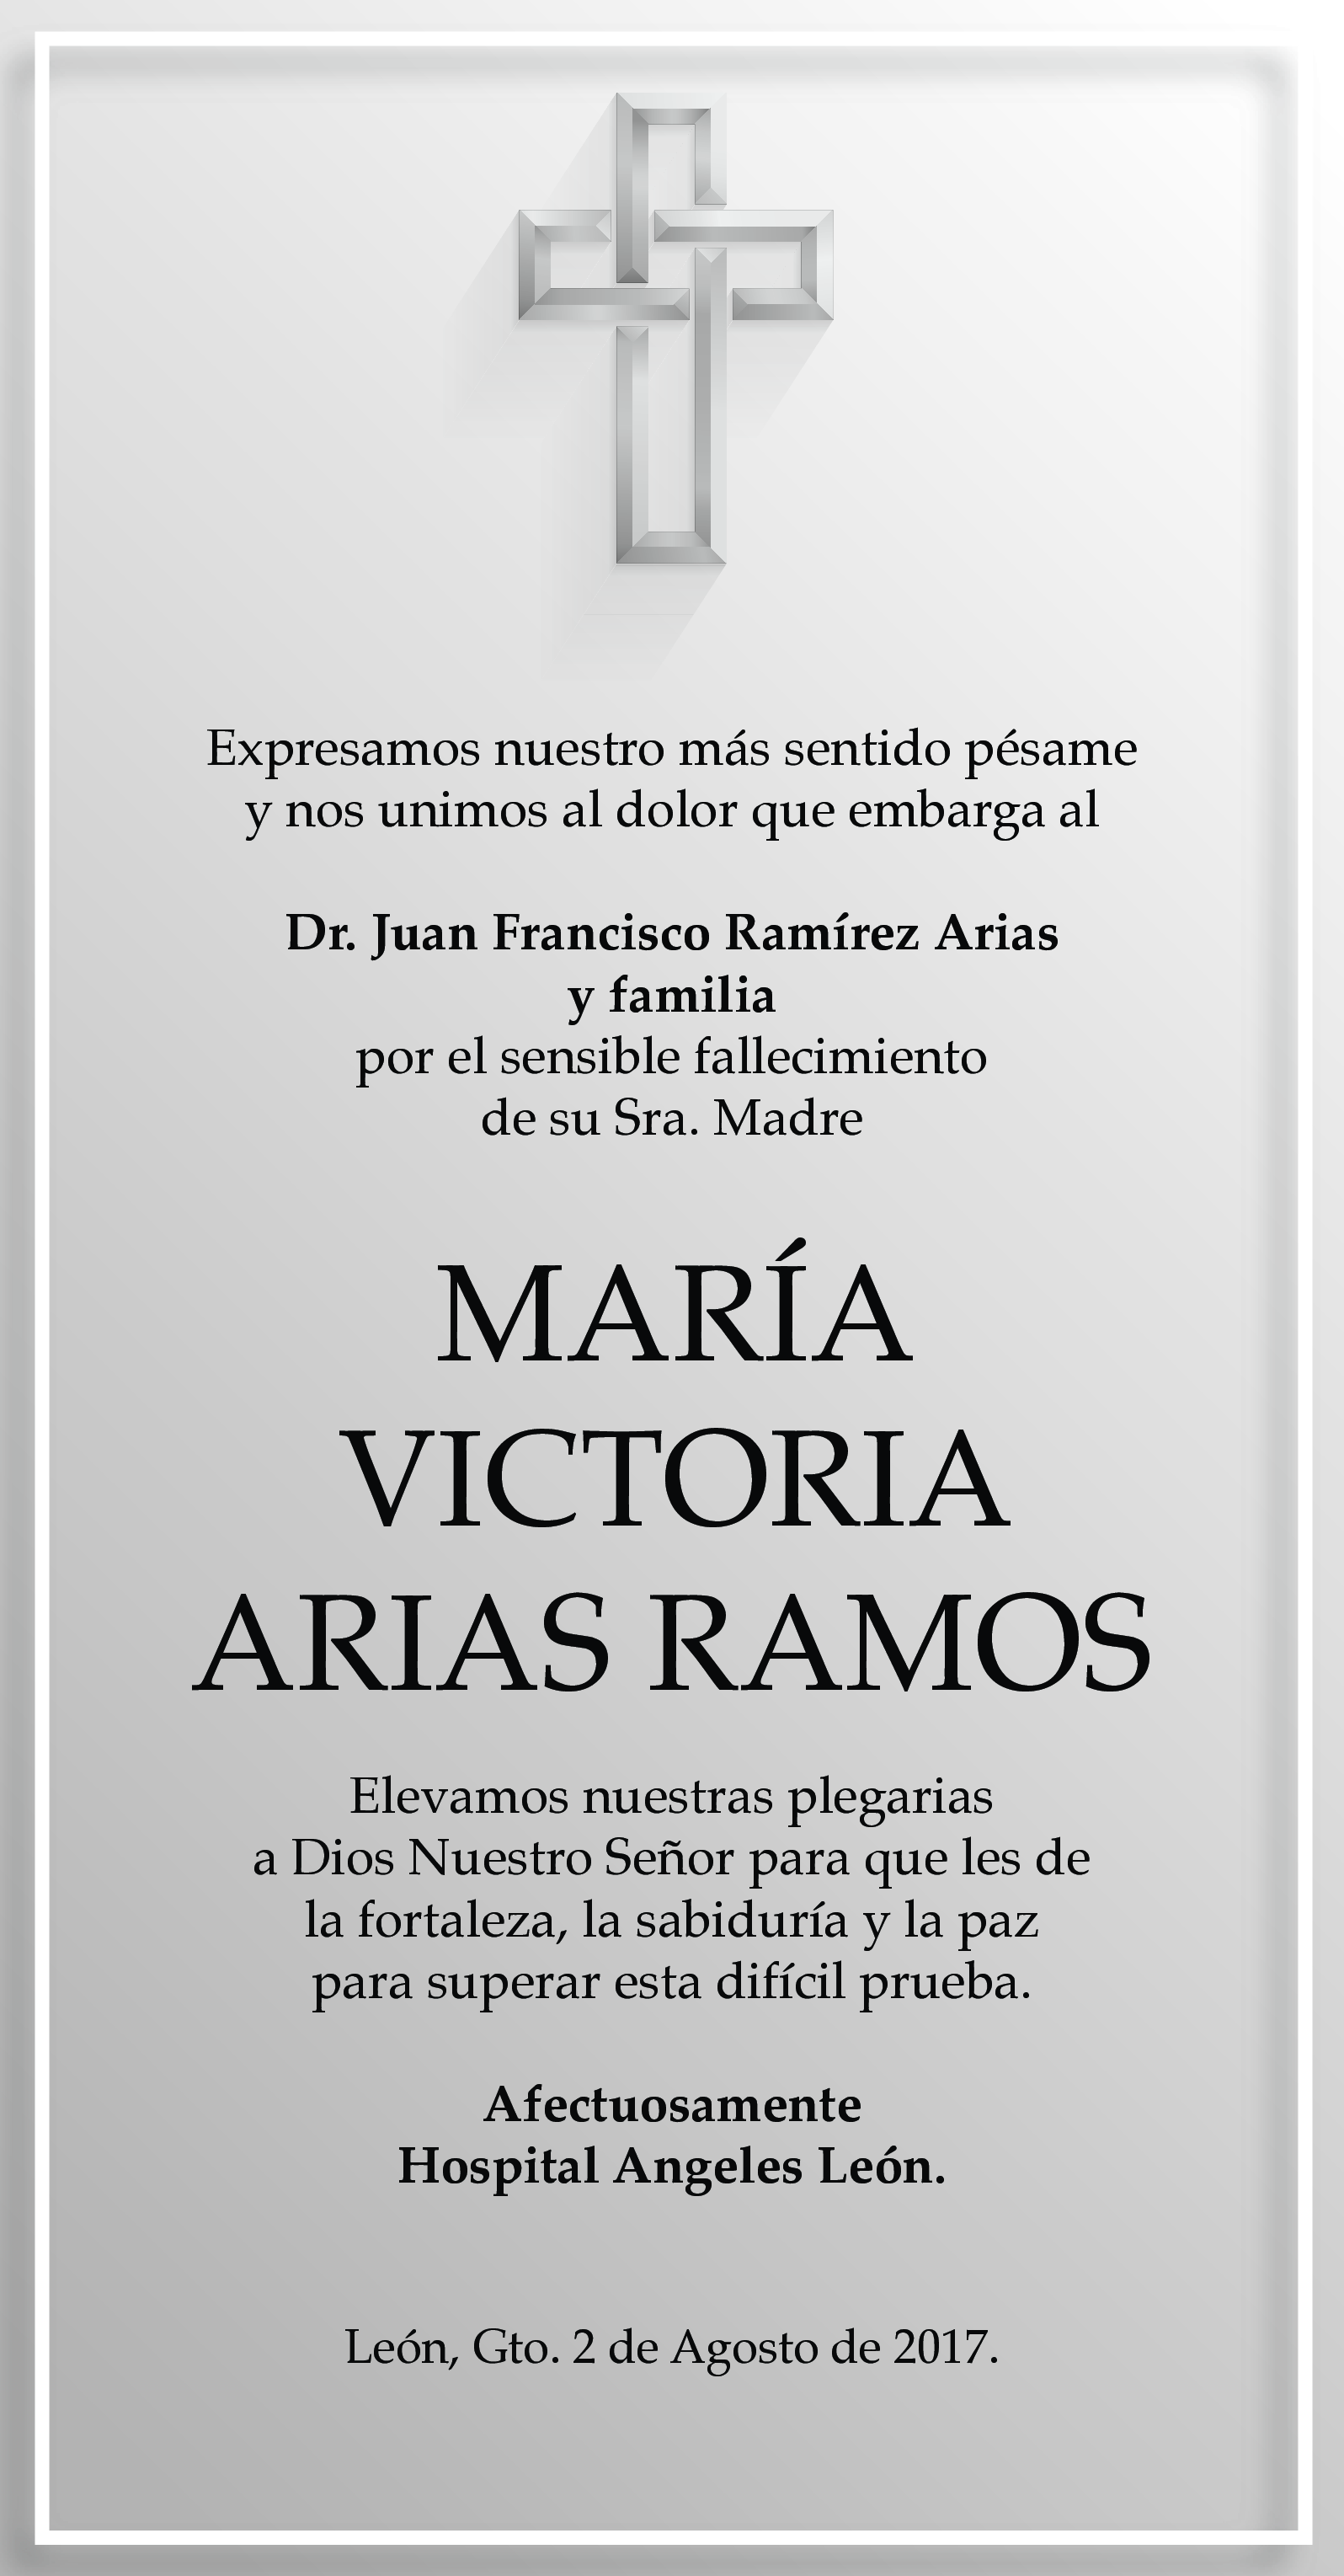 Expresamos nuestro más sentido pésame
y nos unimos al dolor que embarga al
Dr. Juan Francisco Ramírez Arias
y familia
por el sensible fallecimiento
de su Sra. Madre
MARÍA
VICTORIA
ARIAS RAMOS
Elevamos nuestras plegarias
a Dios Nuestro Señor para que les de
la fortaleza, la sabiduría y la paz
para superar esta difícil prueba.
Afectuosamente
Hospital Angeles León.
León, Gto. 2 de Agosto de 2017.